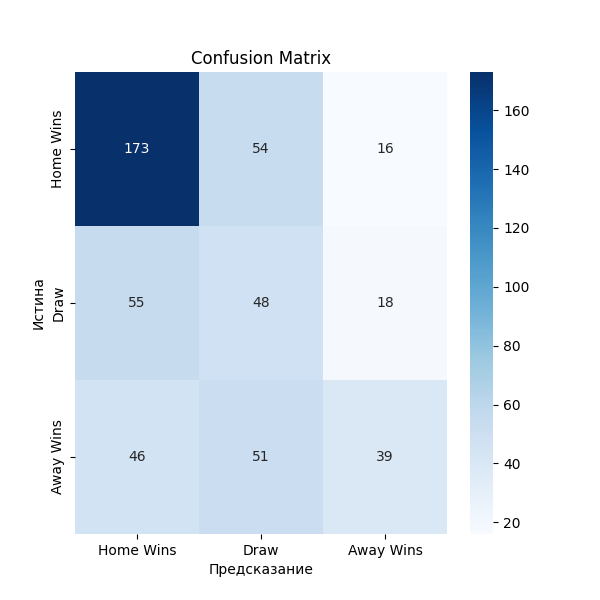 Confusion Matrix
Home Wins
173 54 16
160
140
120
Истина
Draw
55 48 18
100
80
60
Away Wins
46 51 39
40
20
Home Wins Draw Away Wins
Предсказание